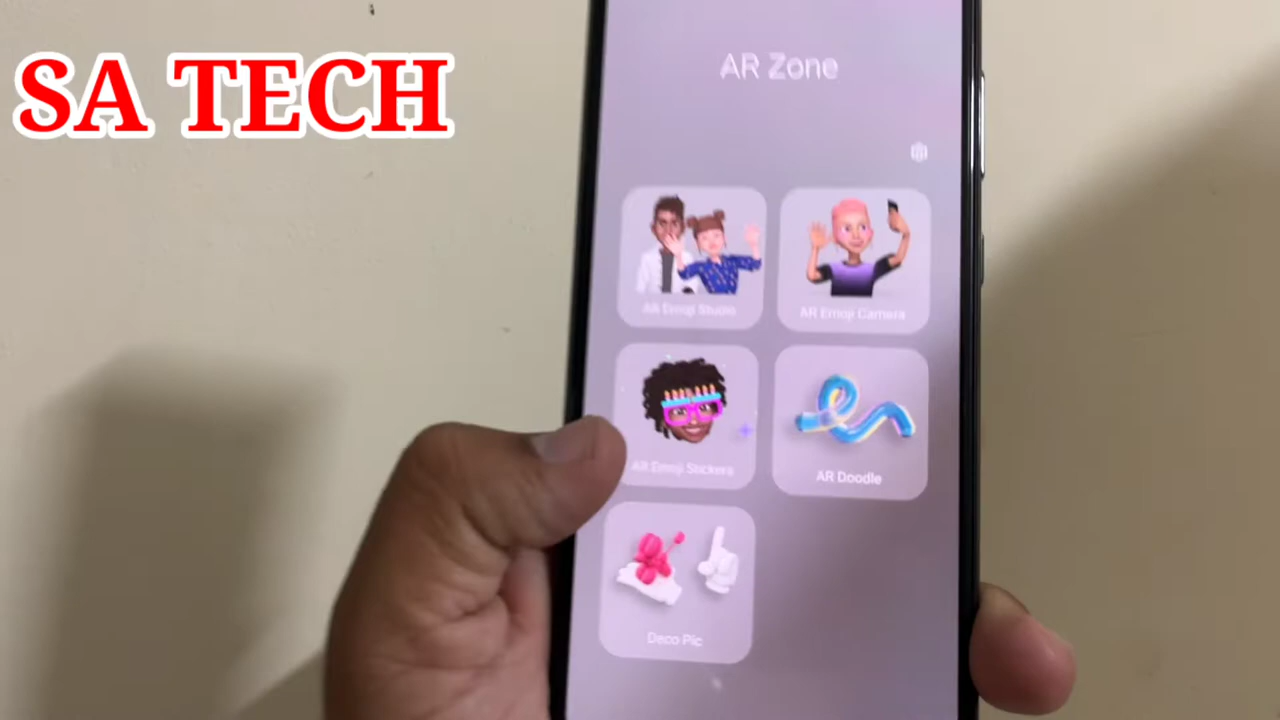 SA TECH
AR Zone
AR Emoji Studio
AR Emoji Camera
AR Emoji Stickers
AR Doodle
Deco Pic